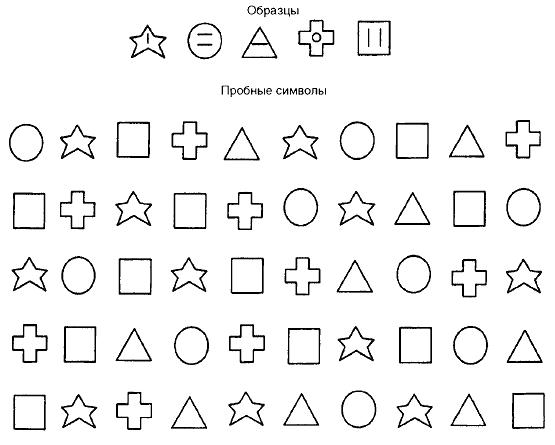 Образцы
Пробные символы